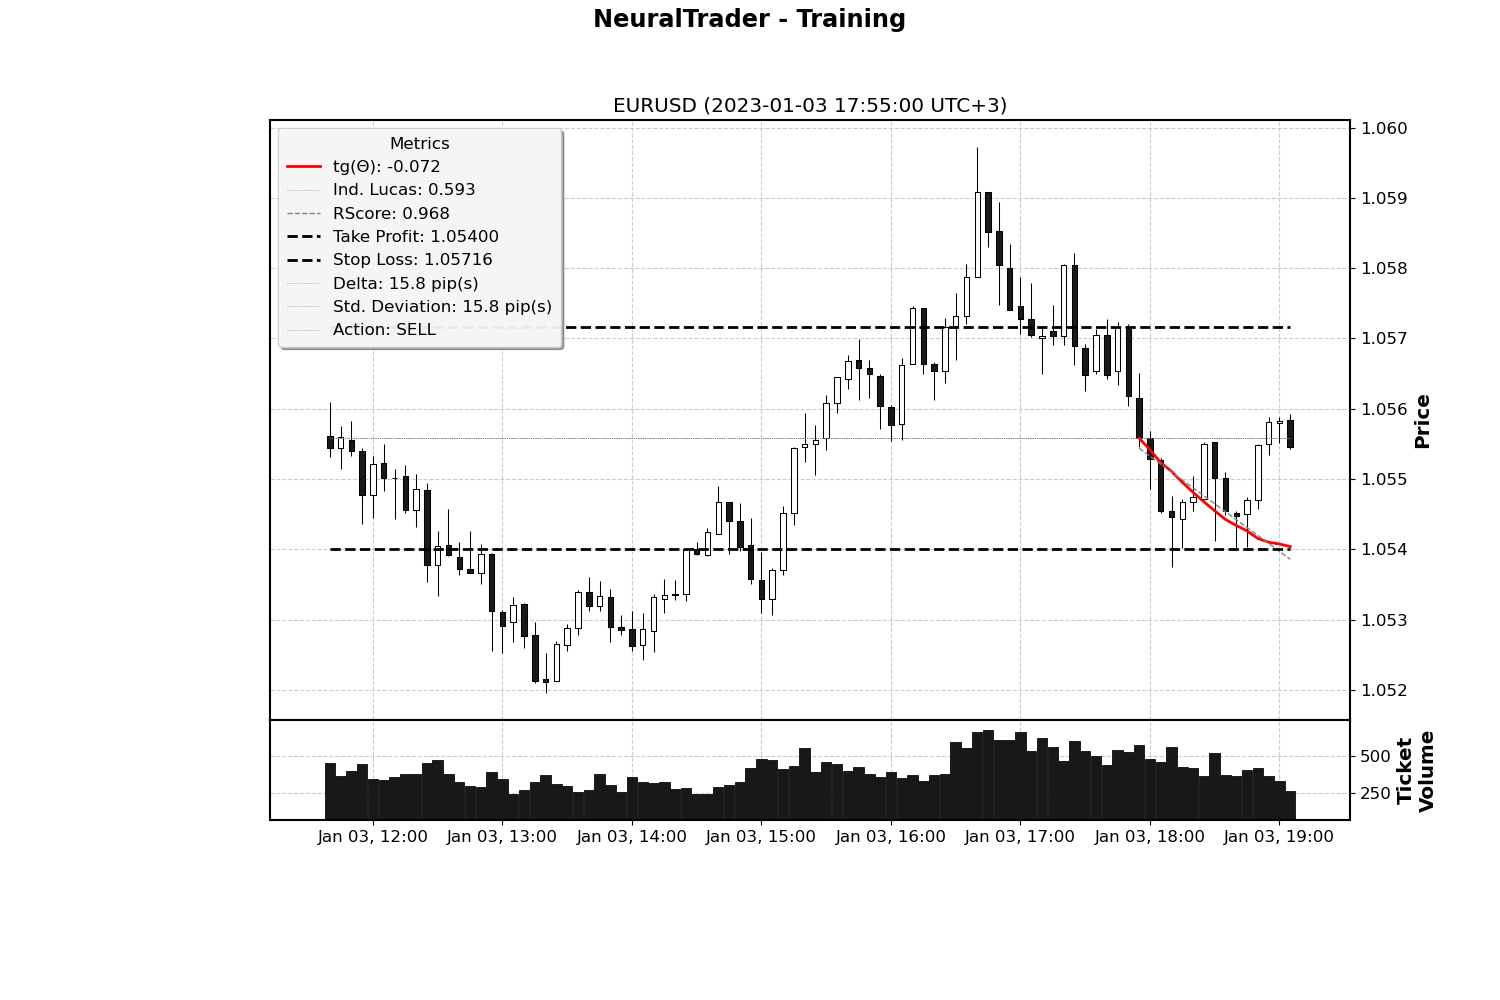 NeuralTrader - Training
EURUSD (2023-01-03 17:55:00 UTC+3)
Metrics
tg(Θ): -0.072
Ind. Lucas: 0.593
RScore: 0.968
Take Profit: 1.05400
Stop Loss: 1.05716
Delta: 15.8 pip(s)
Std. Deviation: 15.8 pip(s)
Action: SELL
1.060
1.059
1.058
1.057
1.056
1.055
1.054
1.053
1.052
Price
500
250
Ticket
Volume
Jan 03, 12:00
Jan 03, 13:00
Jan 03, 14:00
Jan 03, 15:00
Jan 03, 16:00
Jan 03, 17:00
Jan 03, 18:00
Jan 03, 19:00